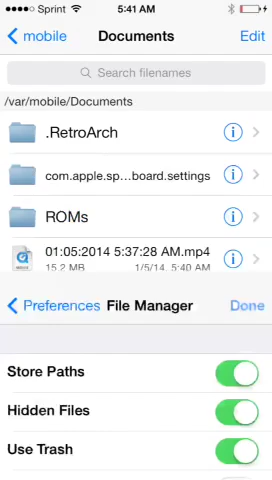 Sprint 5:41 AM
mobile Documents Edit
Search filenames
/var/mobile/Documents
.RetroArch
com.apple.sp...board.settings
ROMs
01:05:2014 5:37:28 AM.mp4
15.2 MB 1/5/14, 5:40 AM
Preferences File Manager Done
Store Paths
Hidden Files
Use Trash